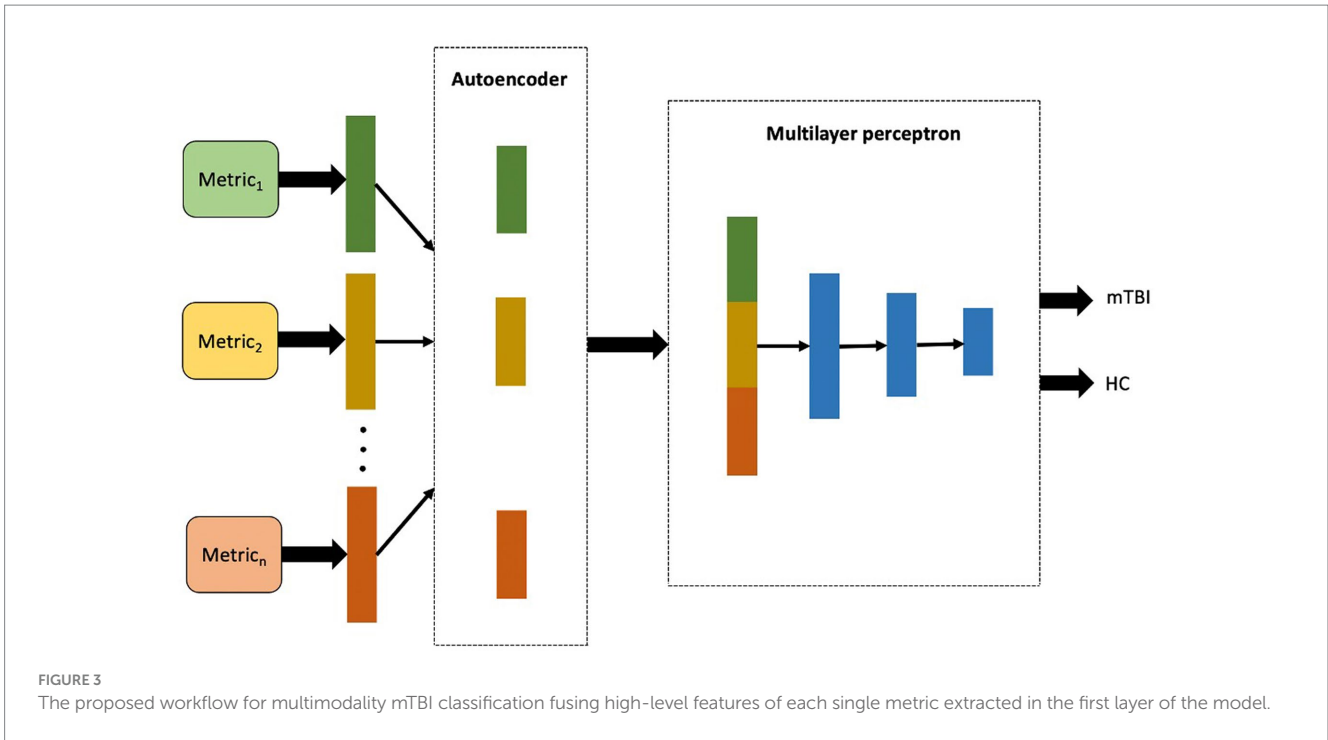 Autoencoder
Multilayer perceptron
Metric₁
Metric₂
Metricₙ
mTBI
HC
FIGURE 3
The proposed workflow for multimodality mTBI classification fusing high-level features of each single metric extracted in the first layer of the model.